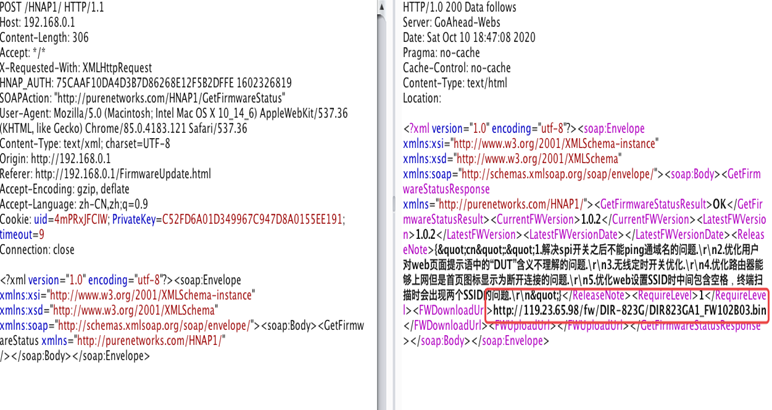 POST /HNAP1/ HTTP/1.1
Host: 192.168.0.1
Content-Length: 306
Accept: */*
X-Requested-With: XMLHttpRequest
HNAP_AUTH: 75CAAF10DA4D3B7D86268E12F5B2DFFE 1602326819
SOAPAction: "http://purenetworks.com/HNAP1/GetFirmwareStatus"
User-Agent: Mozilla/5.0 (Macintosh; Intel Mac OS X 10_14_6) AppleWebKit/537.36
(KHTML, like Gecko) Chrome/85.0.4183.121 Safari/537.36
Content-Type: text/xml; charset=UTF-8
Origin: http://192.168.0.1
Referer: http://192.168.0.1/FirmwareUpdate.html
Accept-Encoding: gzip, deflate
Accept-Language: zh-CN,zh;q=0.9
Cookie: uid=4mPRxJFCIW; PrivateKey=C52FD6A01D349967C947D8A0155EE191;
timeout=9
Connection: close
<?xml version="1.0" encoding="utf-8"?><soap:Envelope
xmlns:xsi="http://www.w3.org/2001/XMLSchema-instance"
xmlns:xsd="http://www.w3.org/2001/XMLSchema"
xmlns:soap="http://schemas.xmlsoap.org/soap/envelope/"><soap:Body><GetFirmw
areStatus xmlns="http://purenetworks.com/HNAP1/"
/></soap:Body></soap:Envelope>
HTTP/1.0 200 Data follows
Server: GoAhead-Webs
Date: Sat Oct 10 18:47:08 2020
Pragma: no-cache
Cache-Control: no-cache
Content-Type: text/html
Location:
<?xml version="1.0" encoding="utf-8"?><soap:Envelope
xmlns:xsi="http://www.w3.org/2001/XMLSchema-instance"
xmlns:xsd="http://www.w3.org/2001/XMLSchema"
xmlns:soap="http://schemas.xmlsoap.org/soap/envelope/"><soap:Body><GetFirm
wareStatusResponse
xmlns="http://purenetworks.com/HNAP1/"><GetFirmwareStatusResult>OK</GetFir
mwareStatusResult><CurrentFWVersion>1.0.2</CurrentFWVersion><LatestFWVersio
n>1.0.2</LatestFWVersion><LatestFWVersionDate></LatestFWVersionDate><Releas
eNote>{&quot;cn&quot;:&quot;1.解决spi开关之后不能ping通域名的问题.\r\n2.优化用户
对web页面提示语中的“DUT”含义不理解的问题.\r\n3.无线定时开关优化.\r\n4.优化路由器能
够上网但是首页图标显示为断开连接的问题.\r\n5.优化web设置SSID时中间包含空格，终端扫
描时会出现两个SSID的问题.\r\n&quot;}</ReleaseNote><RequireLevel>1</RequireLeve
l><FWDownloadUrl>http://119.23.65.98/fw/DIR-823G/DIR823GA1_FW102B03.bin
</FWDownloadUrl><FWUploadUrl></FWUploadUrl></GetFirmwareStatusResponse
></soap:Body></soap:Envelope>